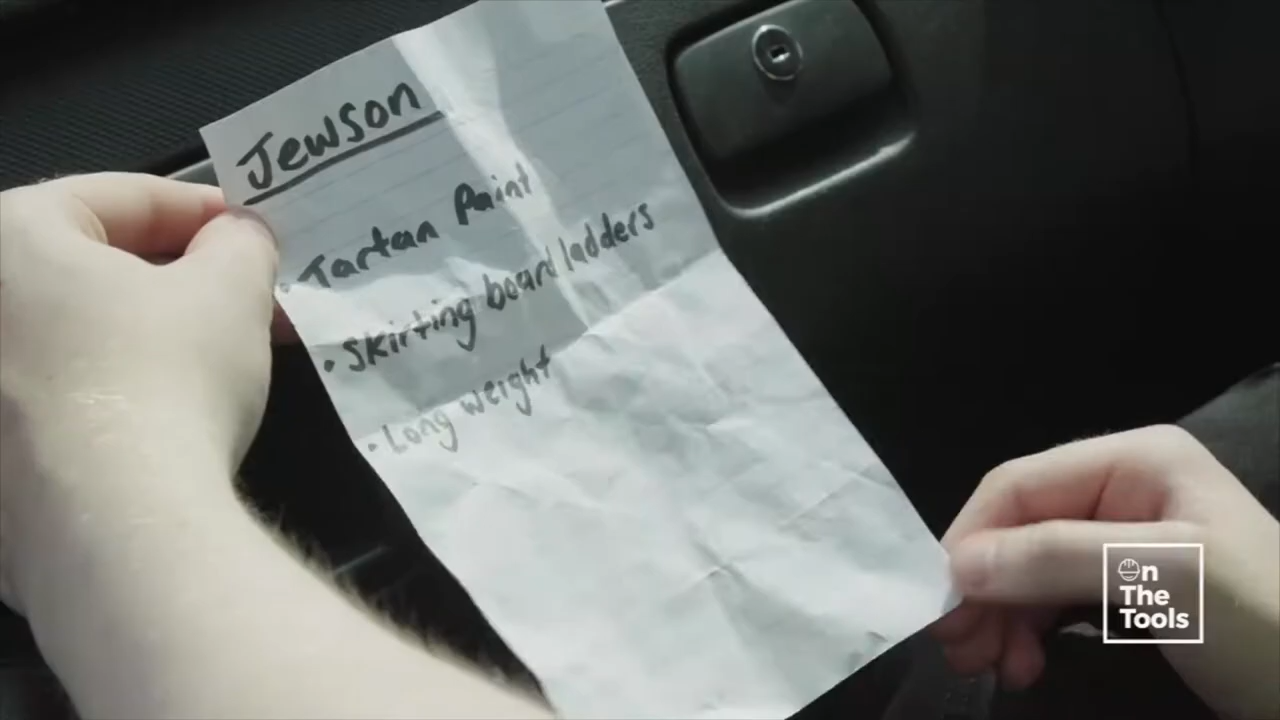 Jewson
• Tartan Paint
• Skirting board ladders
• Long weight
On
The
Tools